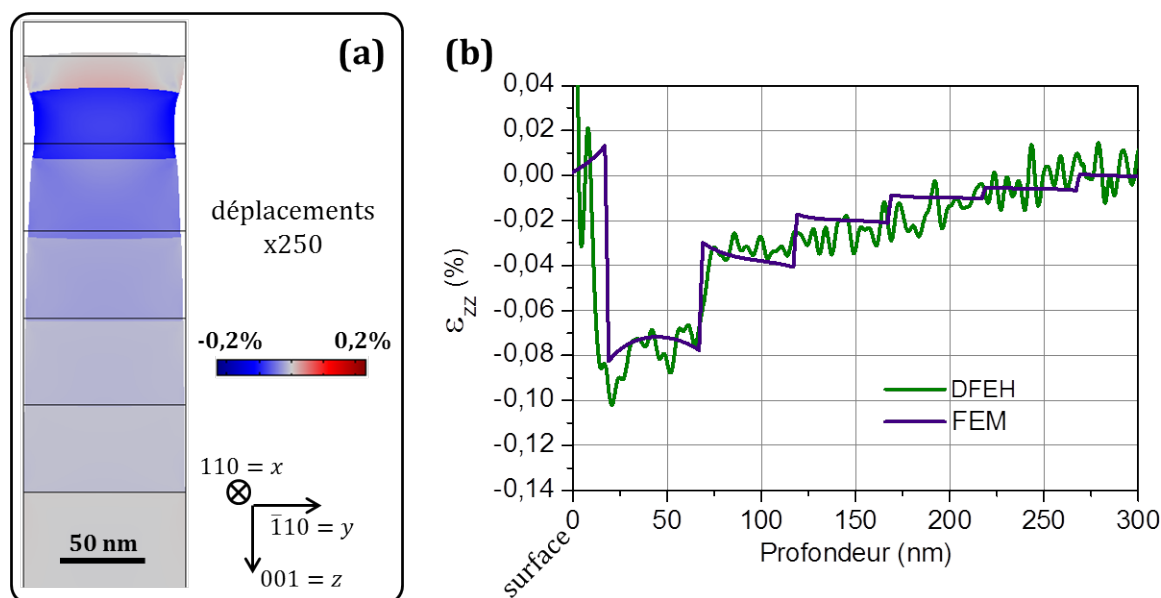 (a)
déplacements
x250
-0,2% 0,2%
110 = x
1̅10 = y
001 = z
50 nm
(b)
0,04
0,02
0,00
-0,02
-0,04
-0,06
-0,08
-0,10
-0,12
-0,14
εzz (%)
DFEH
FEM
0 50 100 150 200 250 300
surface
Profondeur (nm)